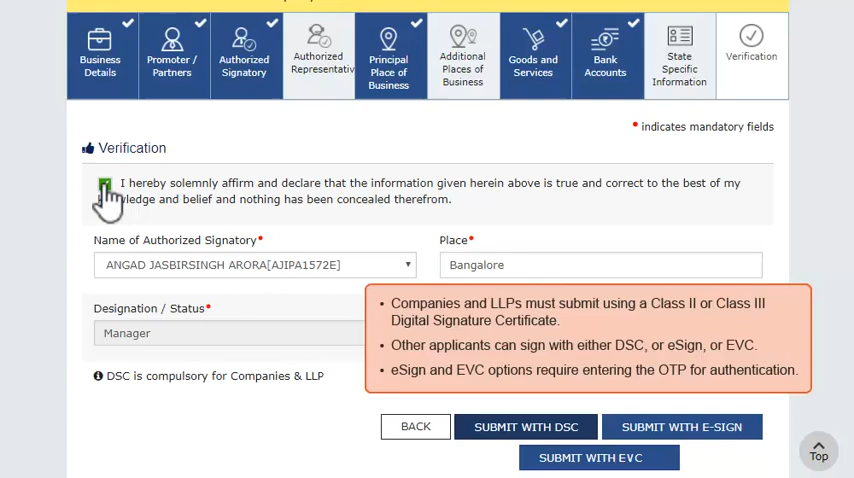 Business Details
Promoter / Partners
Authorized Signatory
Authorized Representativ
Principal Place of Business
Additional Places of Business
Goods and Services
Bank Accounts
State Specific Information
Verification
• indicates mandatory fields
Verification
I hereby solemnly affirm and declare that the information given herein above is true and correct to the best of my
wledge and belief and nothing has been concealed therefrom.
Name of Authorized Signatory•
Place•
ANGAD JASBIRSINGH ARORA[AJIPA1572E]
Bangalore
Designation / Status•
Manager
• Companies and LLPs must submit using a Class II or Class III
Digital Signature Certificate.
• Other applicants can sign with either DSC, or eSign, or EVC.
• eSign and EVC options require entering the OTP for authentication.
DSC is compulsory for Companies & LLP
BACK
SUBMIT WITH DSC
SUBMIT WITH E-SIGN
SUBMIT WITH EVC
Top